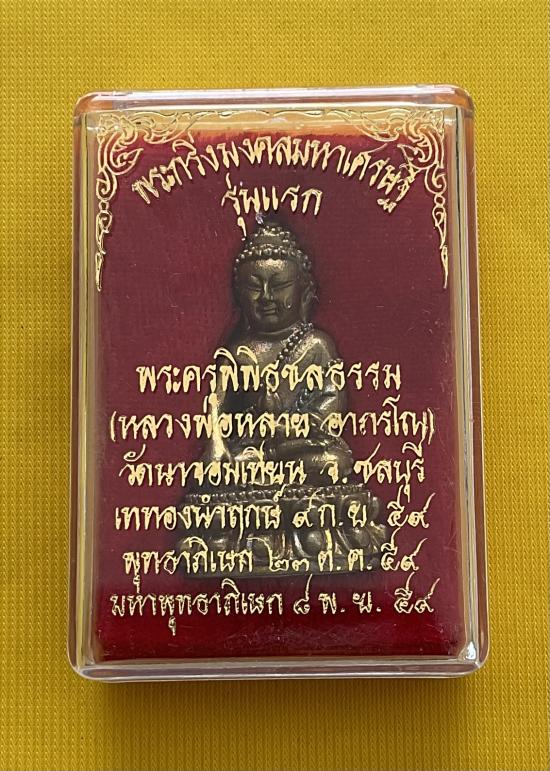 พระกริ่งมงคลมหาเศรษฐี
รุ่นแรก
พระครูพิพิธชลธรรม
(หลวงพ่อหลาย อาภรโณ)
วัดนาจอมเทียน จ.ชลบุรี
เททองนำฤกษ์ ๙ ก.ย. ๕๙
พุทธาภิเษก ๒๓ ต.ค. ๕๙
มหาพุทธาภิเษก ๘ พ.ย. ๕๙